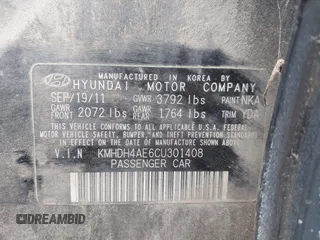 MANUFACTURED IN KOREA BY
HYUNDAI MOTOR COMPANY
SEP/19/11 GVWR 3792 lbs PAINT NKA
GAWR FRONT 2072 lbs GAWR REAR 1764 lbs TRIM YDA
THIS VEHICLE CONFORMS TO ALL APPLICABLE U.S.A. FEDERAL
MOTOR VEHICLE SAFETY, BUMPER, AND THEFT PREVENTION
STANDARDS IN EFFECT ON THE DATE OF MANUFACTURE SHOWN ABOVE.
V.I.N KMHDH4AE6CU301408
PASSENGER CAR
DREAMBID.COM